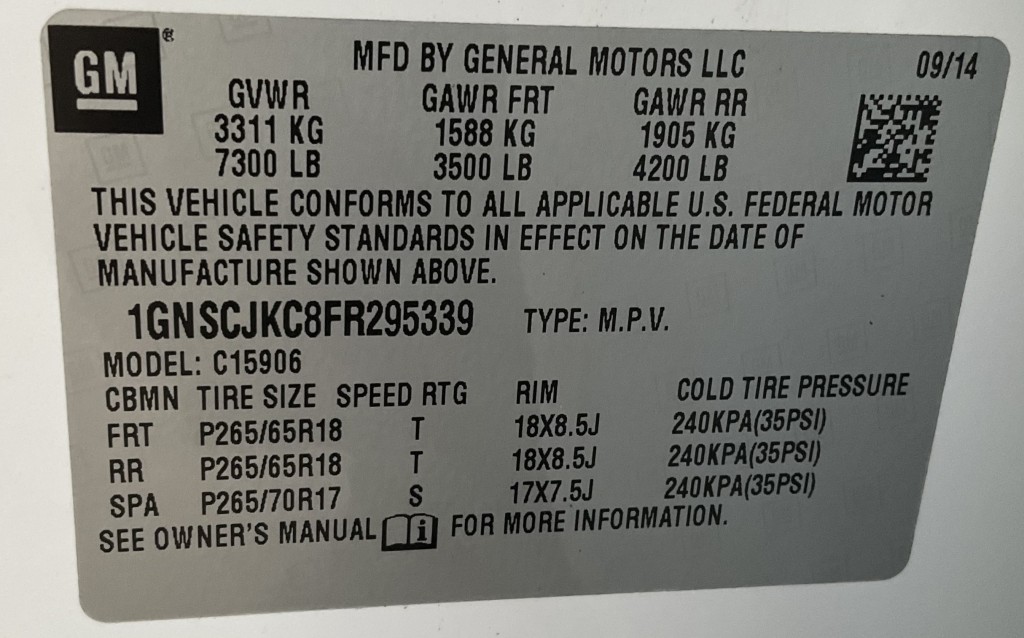 GM ®
MFD BY GENERAL MOTORS LLC 09/14
GVWR GAWR FRT GAWR RR
3311 KG 1588 KG 1905 KG
7300 LB 3500 LB 4200 LB
THIS VEHICLE CONFORMS TO ALL APPLICABLE U.S. FEDERAL MOTOR
VEHICLE SAFETY STANDARDS IN EFFECT ON THE DATE OF
MANUFACTURE SHOWN ABOVE.
1GNSCJKC8FR295339 TYPE: M.P.V.
MODEL: C15906
CBMN TIRE SIZE SPEED RTG RIM COLD TIRE PRESSURE
FRT P265/65R18 T 18X8.5J 240KPA(35PSI)
RR P265/65R18 T 18X8.5J 240KPA(35PSI)
SPA P265/70R17 S 17X7.5J 240KPA(35PSI)
SEE OWNER'S MANUAL i FOR MORE INFORMATION.